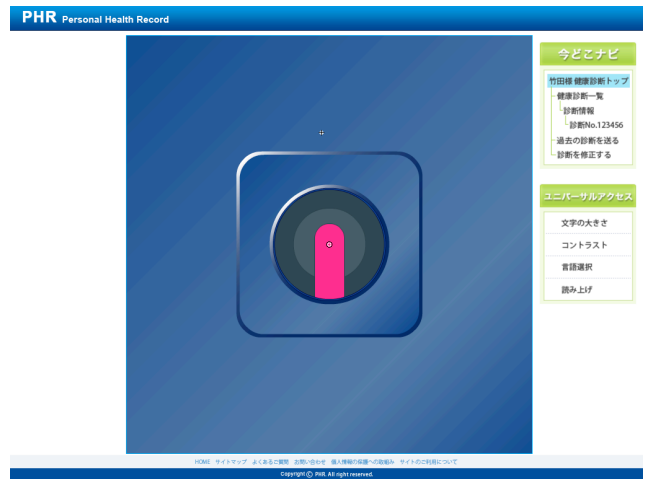 PHR Personal Health Record
今どこナビ
竹田様 健康診断トップ
健康診断一覧
診断情報
診断No.123456
過去の診断を送る
診断を修正する
ユニバーサルアクセス
文字の大きさ
コントラスト
言語選択
読み上げ
HOME サイトマップ よくあるご質問 お問い合わせ 個人情報の保護への取組み サイトのご利用について
Copyright Ⓒ PHR. All right reserved.